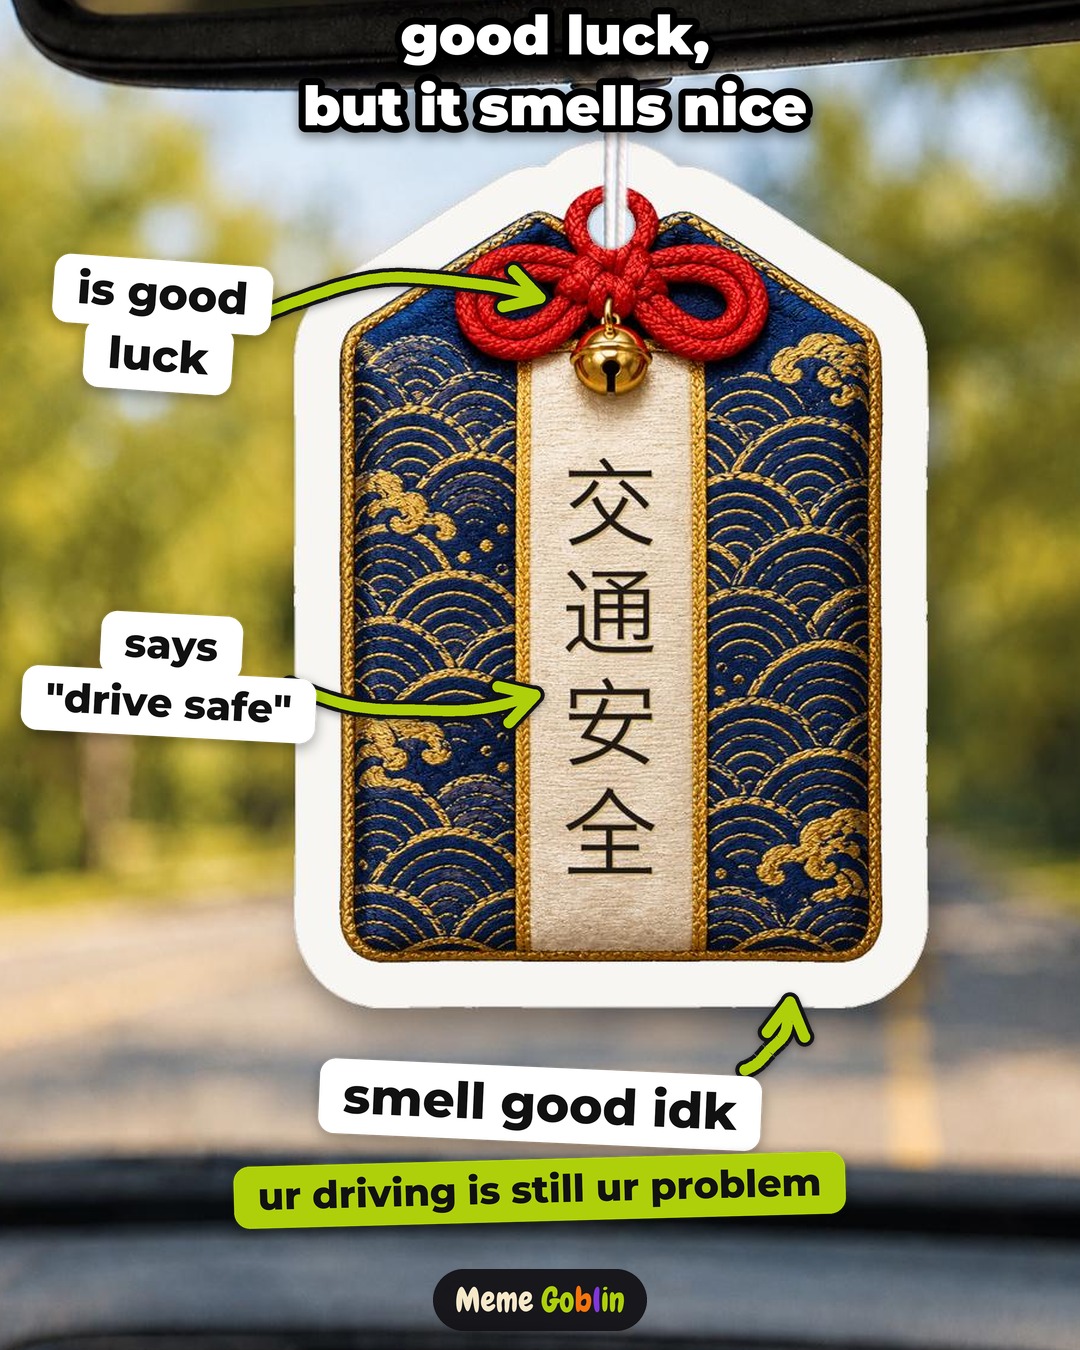 good luck,
but it smells nice
is good
luck
交
通
安
全
says
"drive safe"
smell good idk
ur driving is still ur problem
Meme Goblin